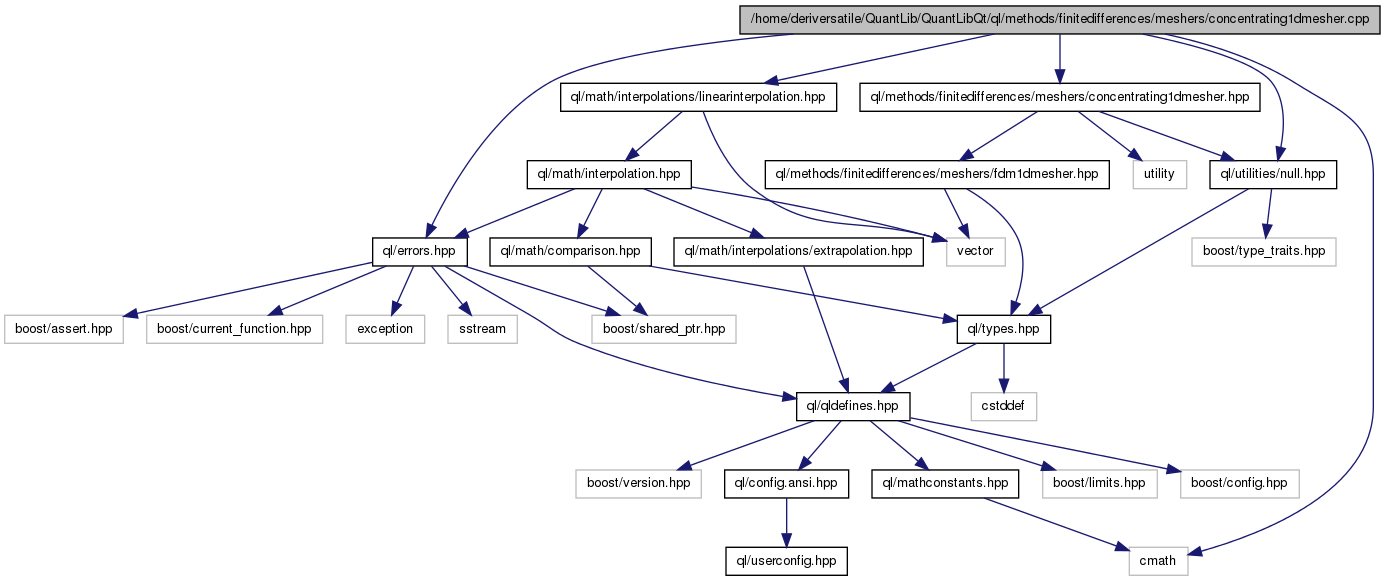 /home/deriversatile/QuantLib/QuantLibQt/ql/methods/finitedifferences/meshers/concentrating1dmesher.cpp
ql/math/interpolations/linearinterpolation.hpp
ql/methods/finitedifferences/meshers/concentrating1dmesher.hpp
ql/math/interpolation.hpp
ql/methods/finitedifferences/meshers/fdm1dmesher.hpp
utility
ql/utilities/null.hpp
ql/errors.hpp
ql/math/comparison.hpp
ql/math/interpolations/extrapolation.hpp
vector
boost/type_traits.hpp
boost/assert.hpp
boost/current_function.hpp
exception
sstream
boost/shared_ptr.hpp
ql/types.hpp
ql/qldefines.hpp
cstddef
boost/version.hpp
ql/config.ansi.hpp
ql/mathconstants.hpp
boost/limits.hpp
boost/config.hpp
ql/userconfig.hpp
cmath